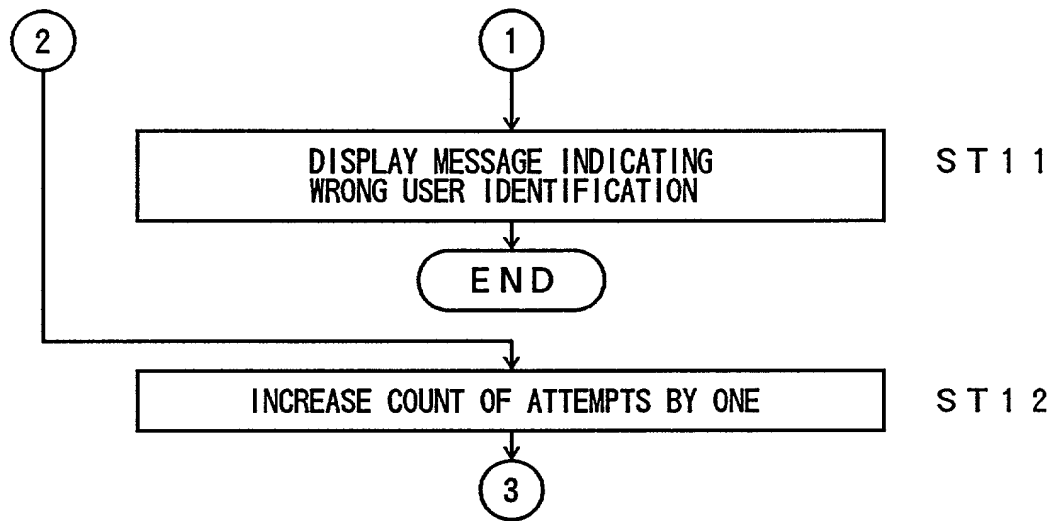 2
1
DISPLAY MESSAGE INDICATING
WRONG USER IDENTIFICATION
ST11
END
INCREASE COUNT OF ATTEMPTS BY ONE
ST12
3